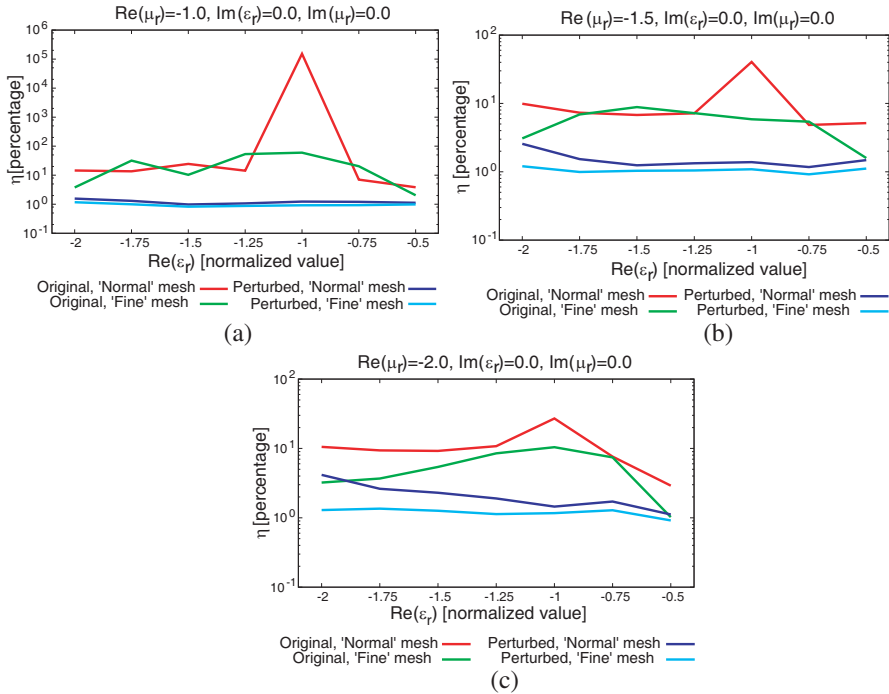 Re(μr)=-1.0, Im(εr)=0.0, Im(μr)=0.0
10^6
10^5
10^4
10^3
10^2
10^1
10^0
10^-1
η[percentage]
-2 -1.75 -1.5 -1.25 -1 -0.75 -0.5
Re(εr) [normalized value]
Original, 'Normal' mesh Perturbed, 'Normal' mesh
Original, 'Fine' mesh Perturbed, 'Fine' mesh
(a)
Re(μr)=-1.5, Im(εr)=0.0, Im(μr)=0.0
10^2
10^1
10^0
10^-1
η [percentage]
-2 -1.75 -1.5 -1.25 -1 -0.75 -0.5
Re(εr) [normalized value]
Original, 'Normal' mesh Perturbed, 'Normal' mesh
Original, 'Fine' mesh Perturbed, 'Fine' mesh
(b)
Re(μr)=-2.0, Im(εr)=0.0, Im(μr)=0.0
10^2
10^1
10^0
10^-1
η [percentage]
-2 -1.75 -1.5 -1.25 -1 -0.75 -0.5
Re(εr) [normalized value]
Original, 'Normal' mesh Perturbed, 'Normal' mesh
Original, 'Fine' mesh Perturbed, 'Fine' mesh
(c)